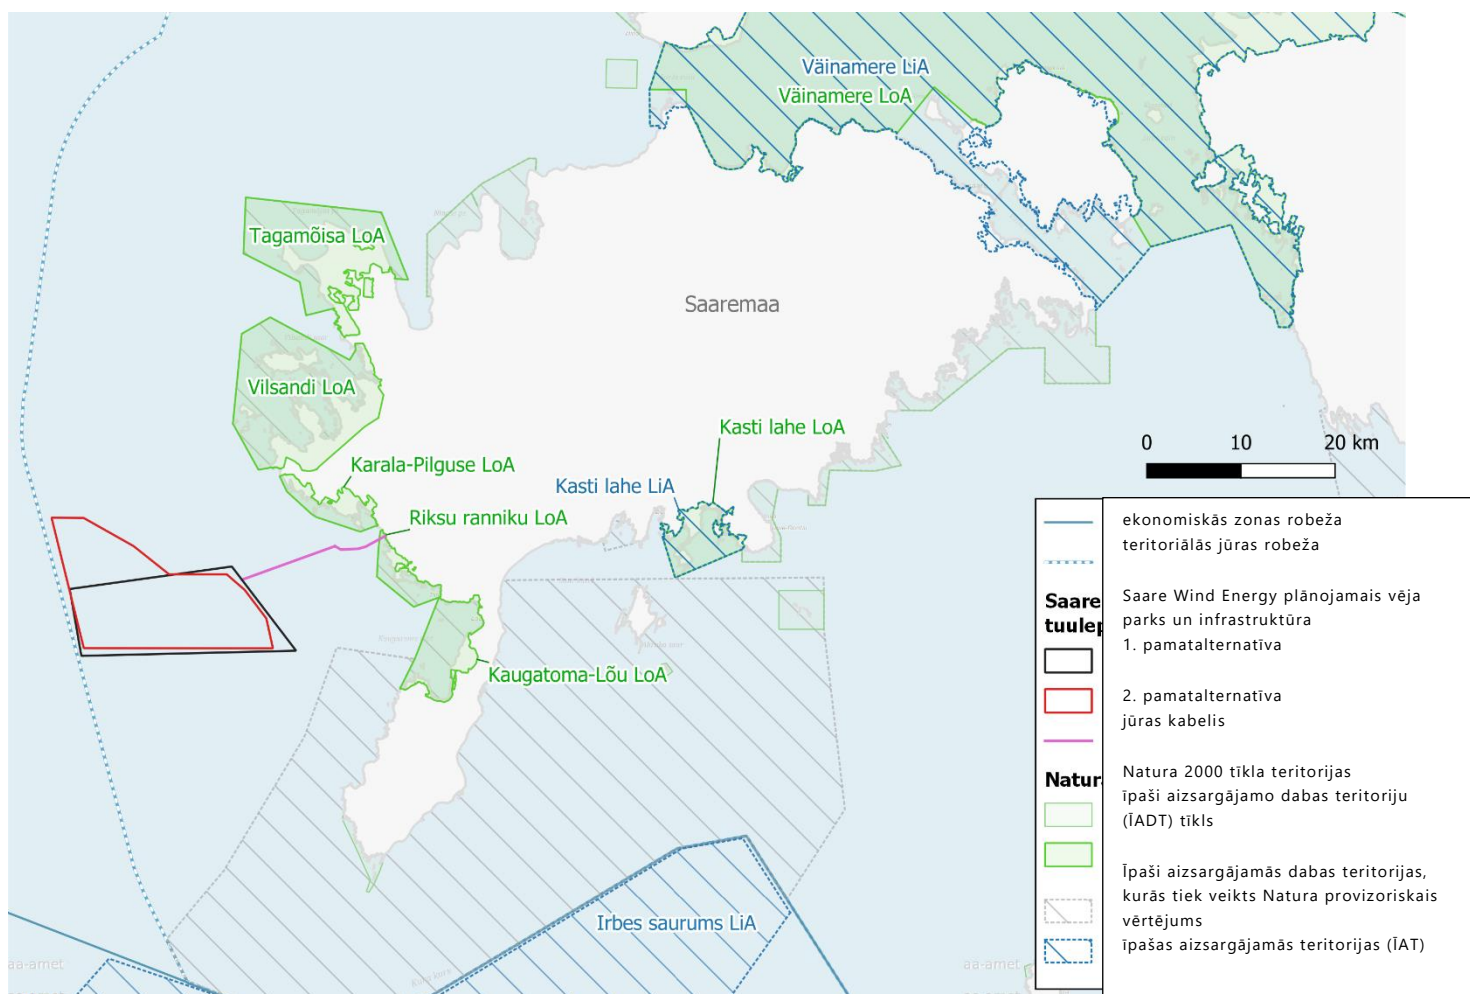 Väinamere LiA
Väinamere LoA
Tagamõisa LoA
Saaremaa
Vilsandi LoA
Kasti lahe LoA
Karala-Pilguse LoA
Kasti lahe LiA
Riksu ranniku LoA
Kaugatoma-Lõu LoA
Irbes saurums LiA
0 10 20 km
ekonomiskās zonas robeža
teritoriālās jūras robeža
Saare
tuulep
Saare Wind Energy plānojamais vēja
parks un infrastruktūra
1. pamatalternatīva
2. pamatalternatīva
jūras kabelis
Natura
Natura 2000 tīkla teritorijas
īpaši aizsargājamo dabas teritoriju
(ĪADT) tīkls
Īpaši aizsargājamās dabas teritorijas,
kurās tiek veikts Natura provizoriskais
vērtējums
īpašas aizsargājamās teritorijas (ĪAT)
aa-amet
aa-amet